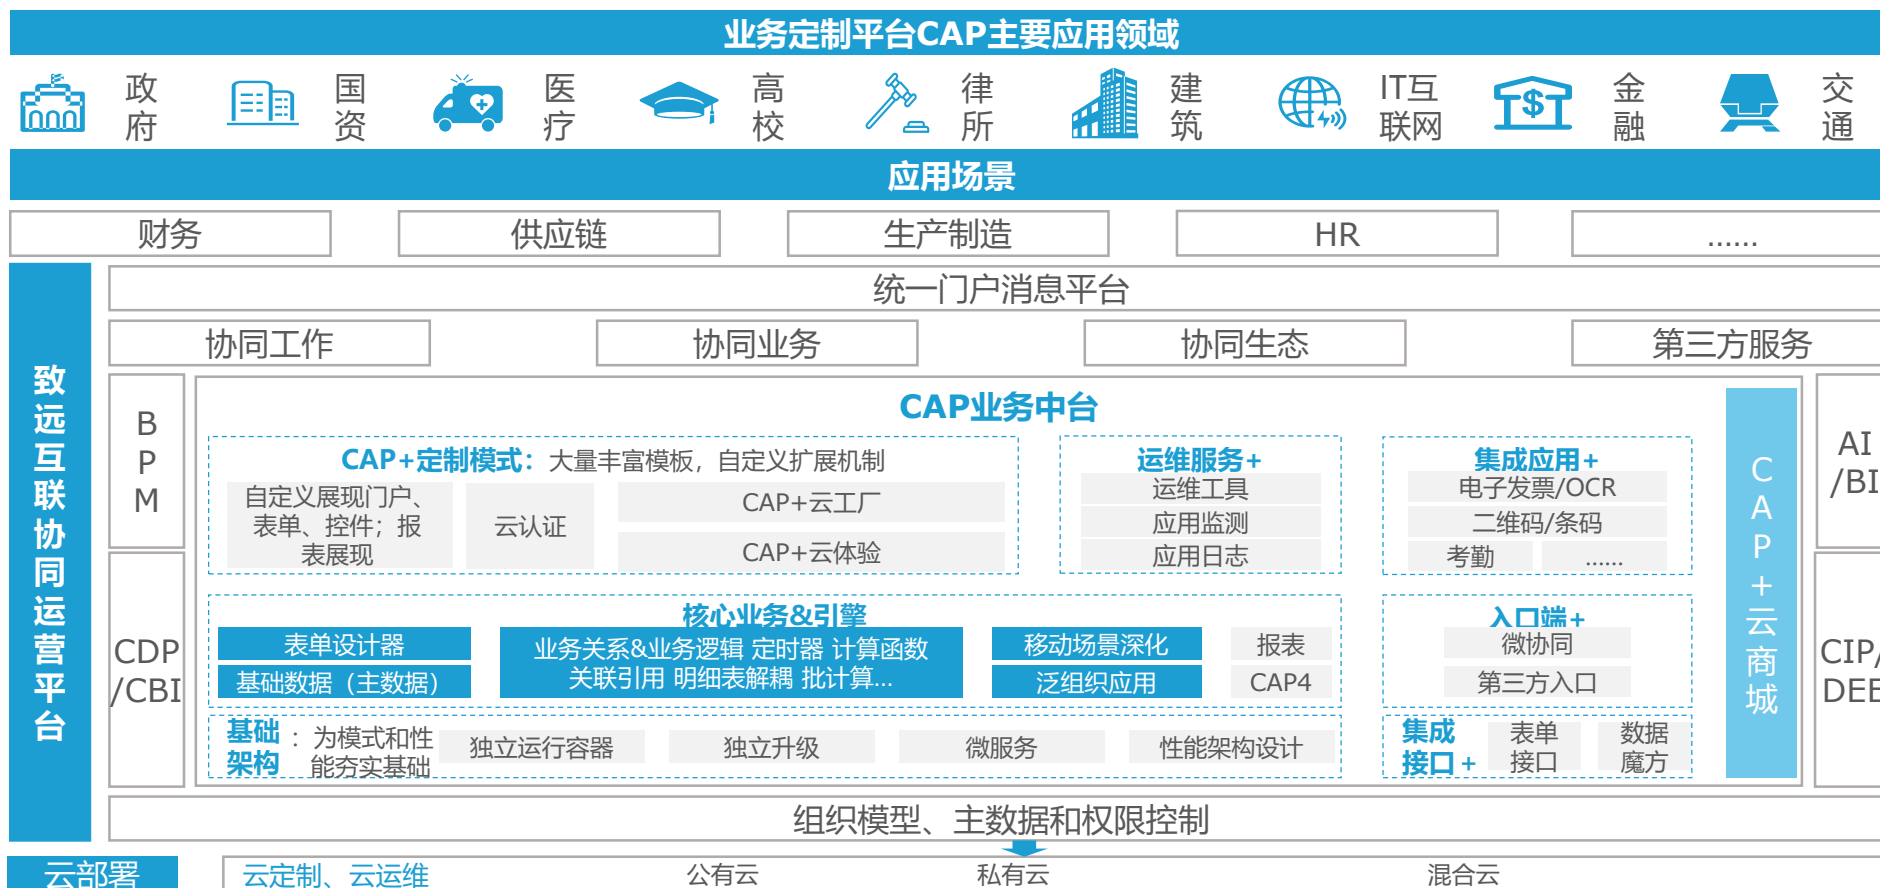 业务定制平台CAP主要应用领域
政府
国资
医疗
高校
律所
建筑
IT互联网
金融
交通
应用场景
财务
供应链
生产制造
HR
......
致远互联协同运营平台
统一门户消息平台
协同工作
协同业务
协同生态
第三方服务
BPM
CDP
/CBI
CAP业务中台
CAP+定制模式：大量丰富模板，自定义扩展机制
自定义展现门户、
表单、控件；报
表展现
云认证
CAP+云工厂
CAP+云体验
运维服务+
运维工具
应用监测
应用日志
集成应用+
电子发票/OCR
二维码/条码
考勤
......
核心业务&引擎
表单设计器
基础数据（主数据）
业务关系&业务逻辑 定时器 计算函数
关联引用 明细表解耦 批计算...
移动场景深化
泛组织应用
报表
CAP4
入口端+
微协同
第三方入口
基础
架构
：为模式和性
能夯实基础
独立运行容器
独立升级
微服务
性能架构设计
集成
接口+
表单
接口
数据
魔方
CAP+云商城
AI
/BI
CIP/
DEE
组织模型、主数据和权限控制
云部署
云定制、云运维
公有云
私有云
混合云